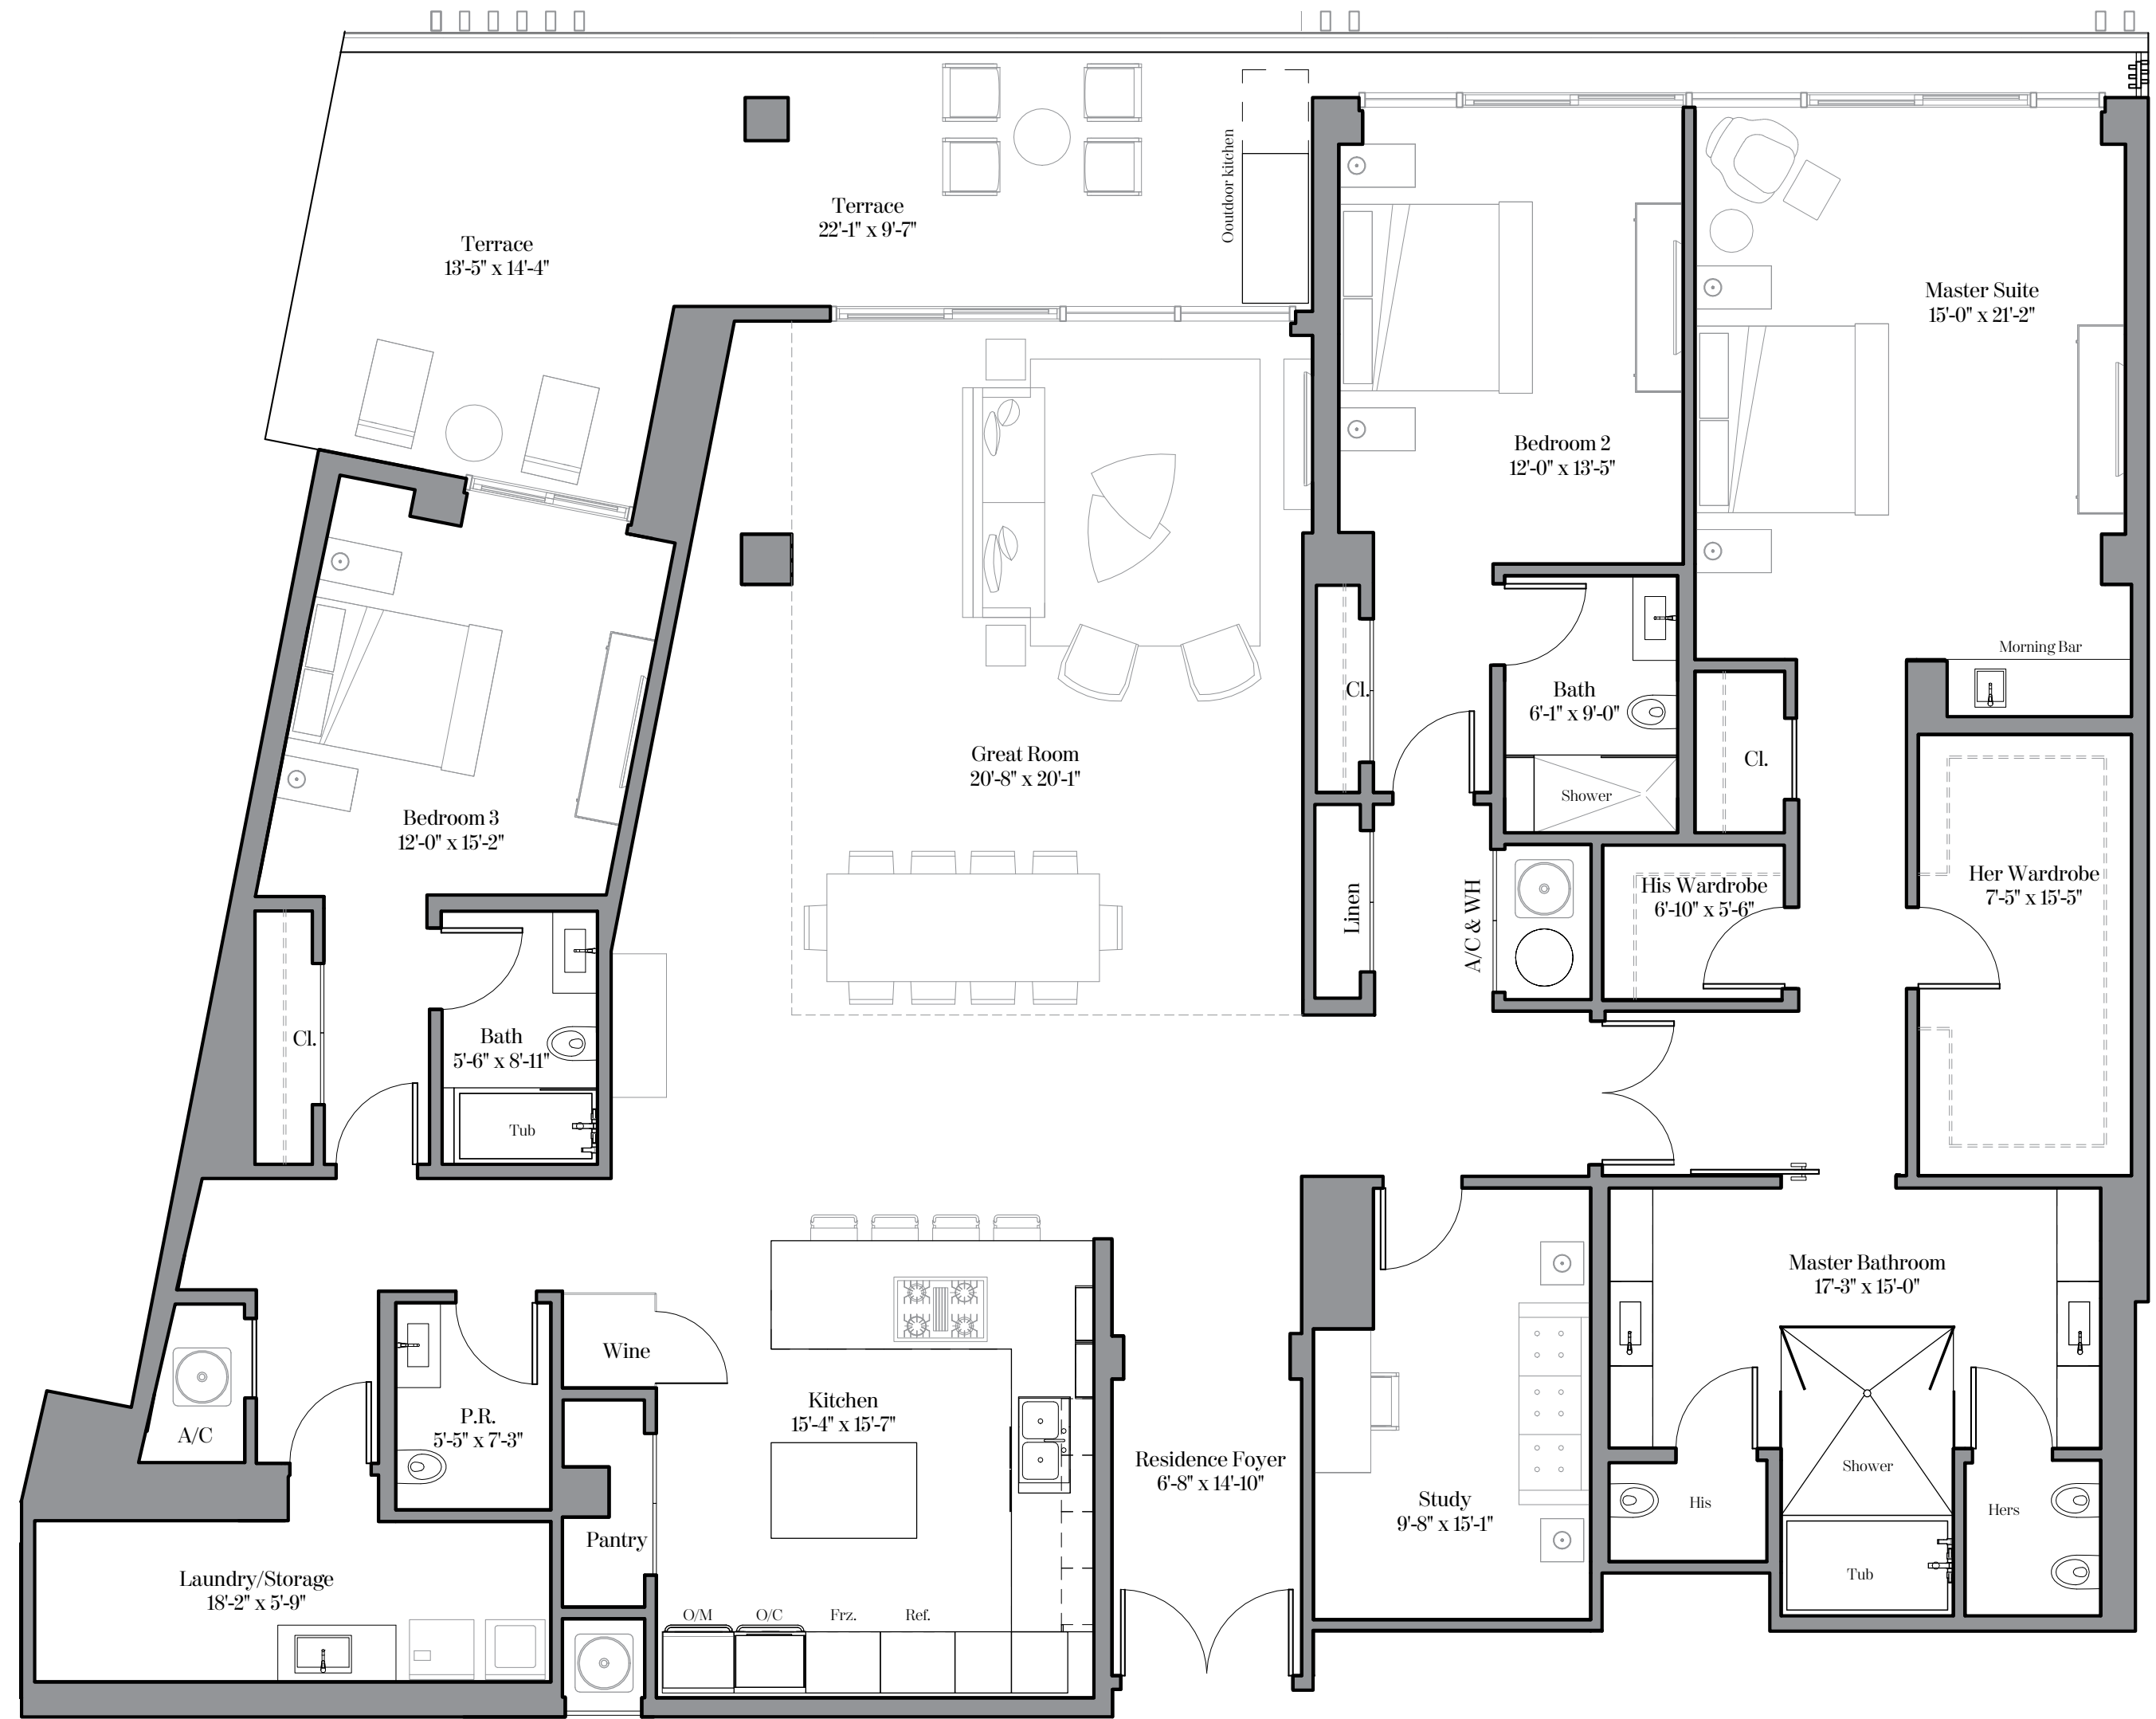 Ooutdoor kitchen
Terrace
22'-1" x 9'-7"
Terrace
13'-5" x 14'-4"
Master Suite
15'-0" x 21'-2"
Bedroom 2
12'-0" x 13'-5"
Morning Bar
Bath
6'-1" x 9'-0"
Cl.
Great Room
20'-8" x 20'-1"
Cl.
Shower
Bedroom 3
12'-0" x 15'-2"
Her Wardrobe
7'-5" x 15'-5"
His Wardrobe
6'-10" x 5'-6"
Linen
A/C & WH
Cl.
Bath
5'-6" x 8'-11"
Tub
Master Bathroom
17'-3" x 15'-0"
Wine
Kitchen
15'-4" x 15'-7"
P.R.
5'-5" x 7'-3"
A/C
Residence Foyer
6'-8" x 14'-10"
Shower
Study
9'-8" x 15'-1"
His
Hers
Pantry
Laundry/Storage
18'-2" x 5'-9"
Tub
O/M
O/C
Frz.
Ref.